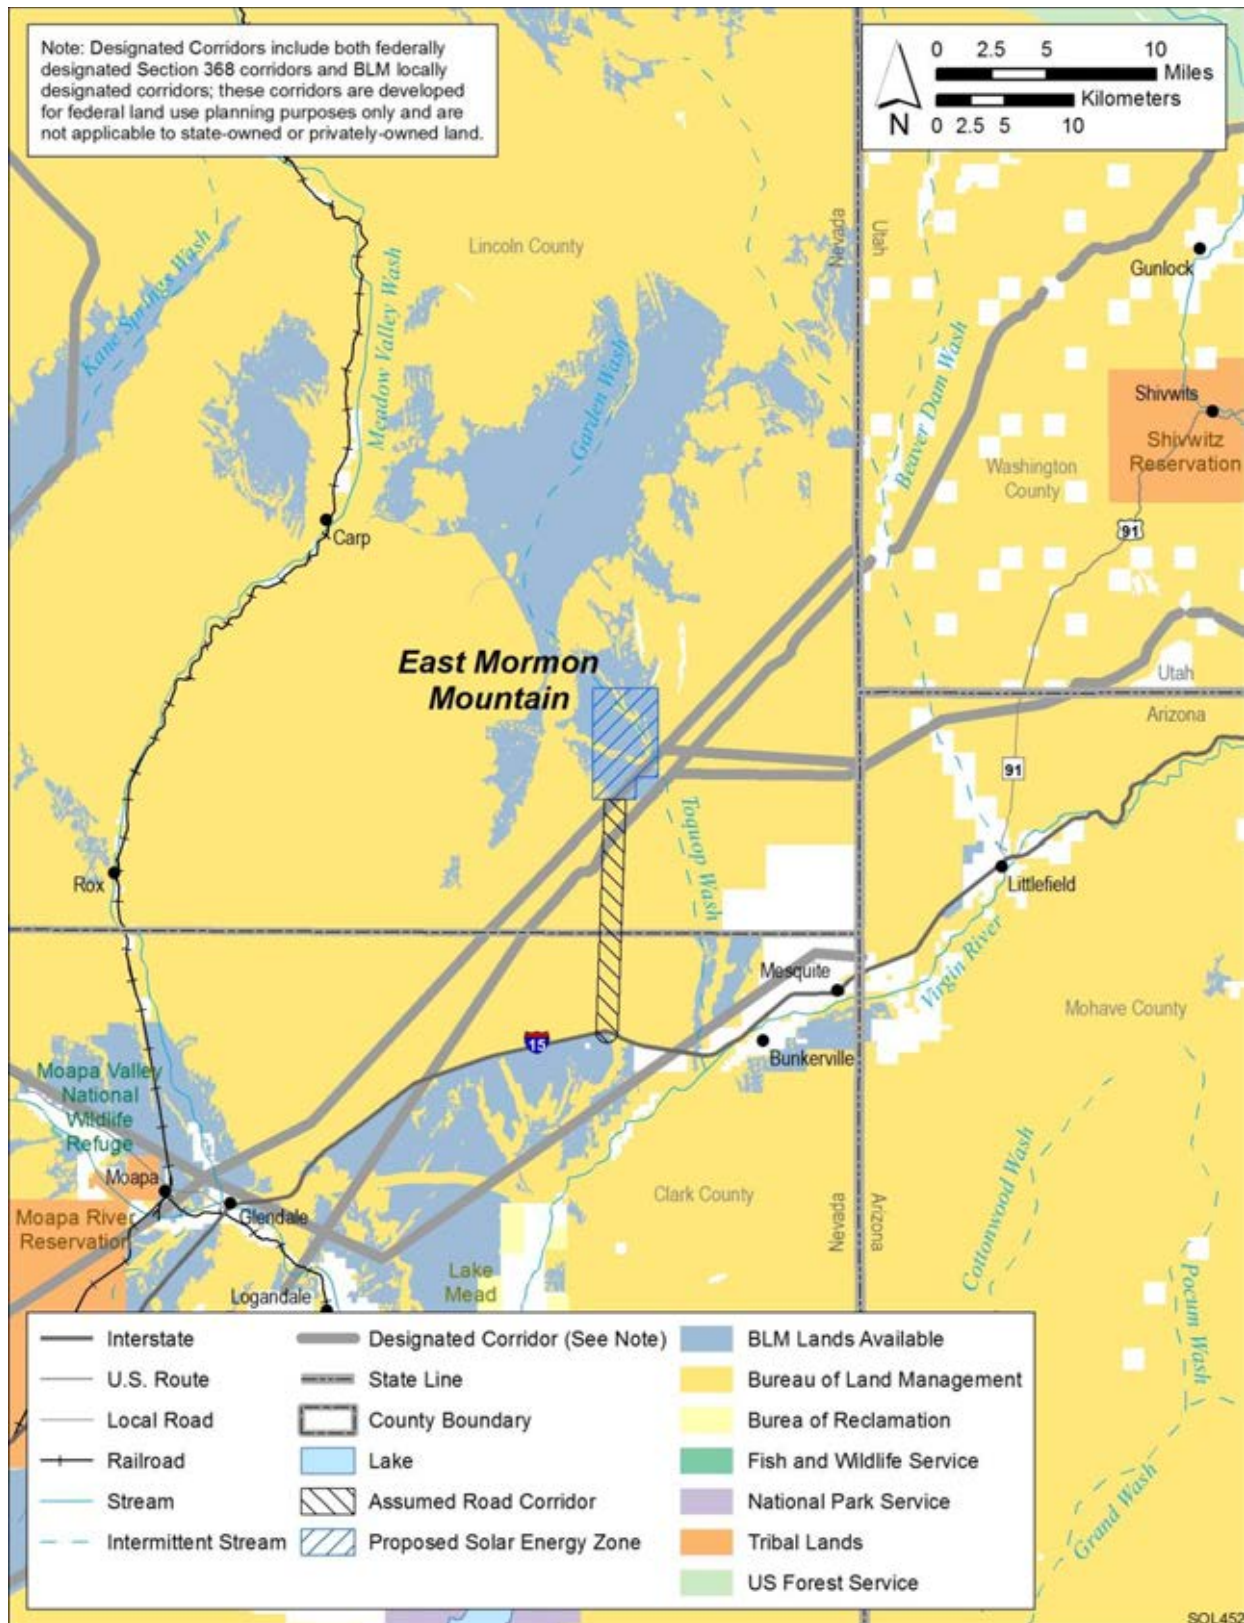 Note: Designated Corridors include both federally
designated Section 368 corridors and BLM locally
designated corridors; these corridors are developed
for federal land use planning purposes only and are
not applicable to state-owned or privately-owned land.
N
0 2.5 5 10
Miles
Kilometers
0 2.5 5 10
Lincoln County
Nevada
Utah
Gunlock
Kane Springs Wash
Meadow Valley Wash
Garden Wash
Beaver Dam Wash
Shivwits
Shivwitz
Reservation
Washington
County
91
Carp
East Mormon
Mountain
Utah
Arizona
91
Toquop Wash
Rox
Littlefield
Mesquite
Virgin River
Mohave County
15
Bunkerville
Moapa Valley
National
Wildlife
Refuge
Moapa
Moapa River
Reservation
Glendale
Clark County
Nevada
Arizona
Cottonwood Wash
Pocum Wash
Lake
Mead
Logandale
Grand Wash
Interstate
U.S. Route
Local Road
Railroad
Stream
Intermittent Stream
Designated Corridor (See Note)
State Line
County Boundary
Lake
Assumed Road Corridor
Proposed Solar Energy Zone
BLM Lands Available
Bureau of Land Management
Burea of Reclamation
Fish and Wildlife Service
National Park Service
Tribal Lands
US Forest Service
SOL452